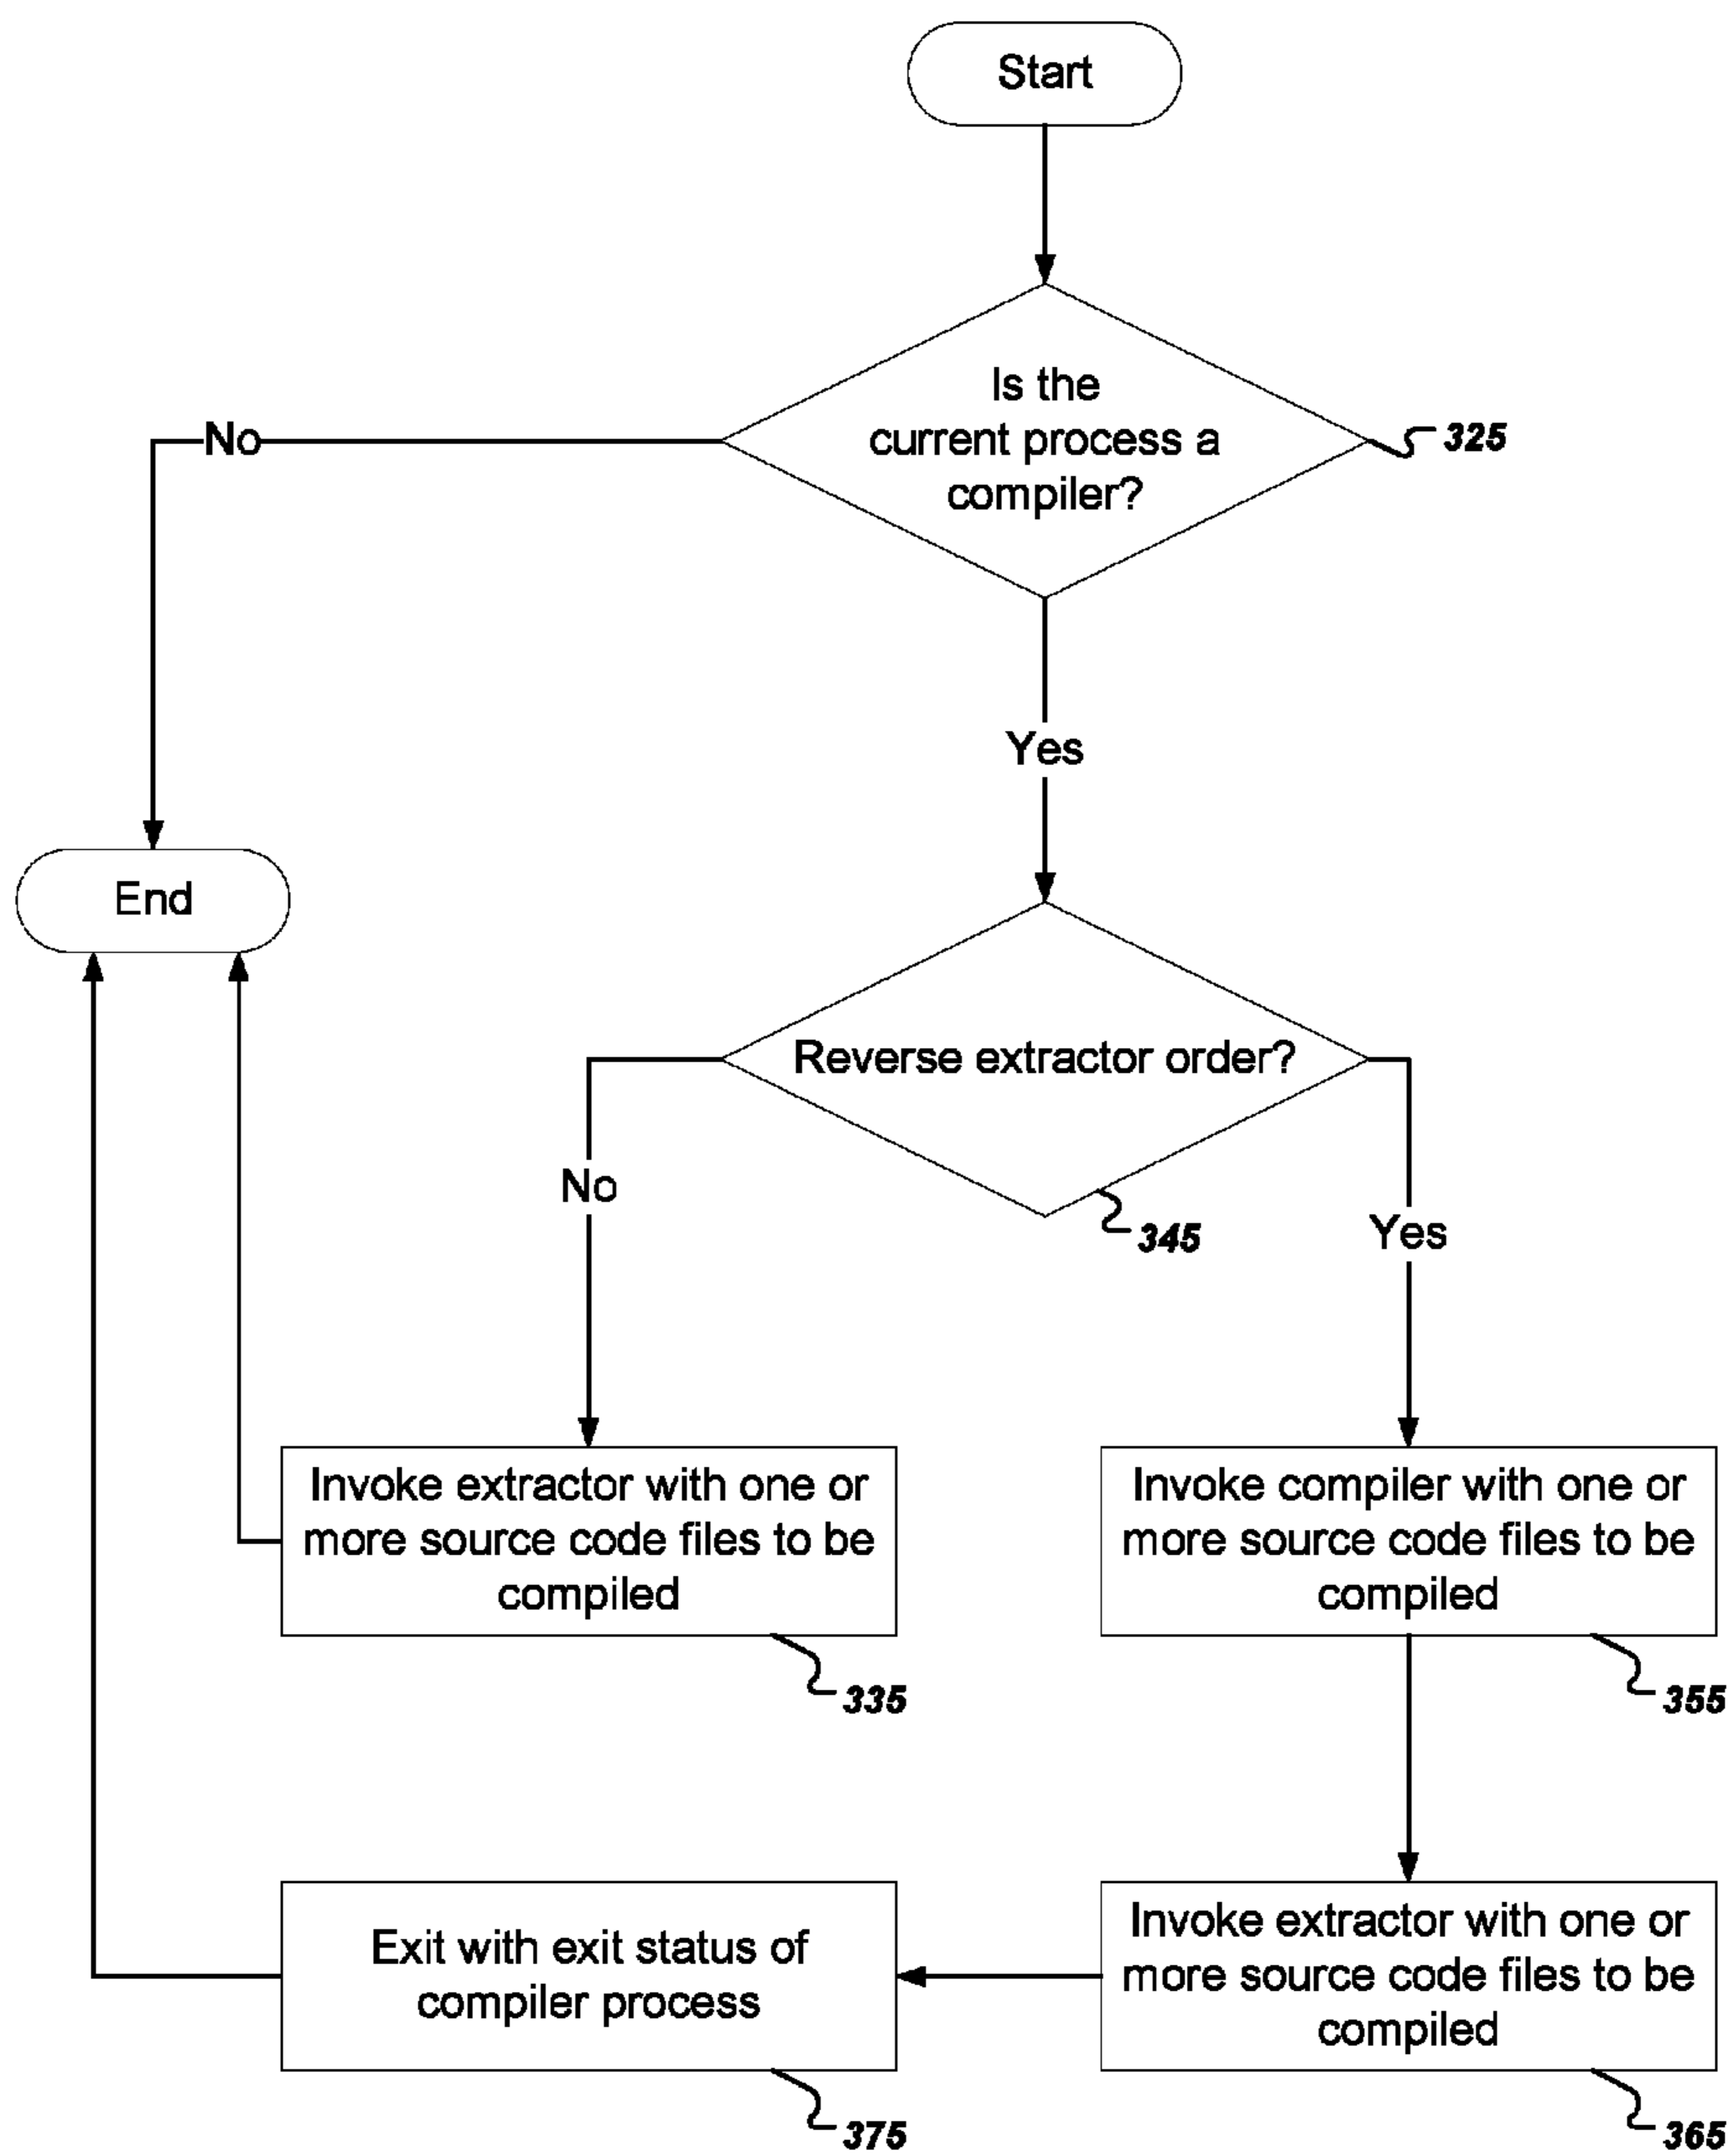 Start
Is the
current process a
compiler?
325
No
Yes
End
Reverse extractor order?
345
No
Yes
Invoke extractor with one or
more source code files to be
compiled
335
Invoke compiler with one or
more source code files to be
compiled
355
Exit with exit status of
compiler process
375
Invoke extractor with one or
more source code files to be
compiled
365